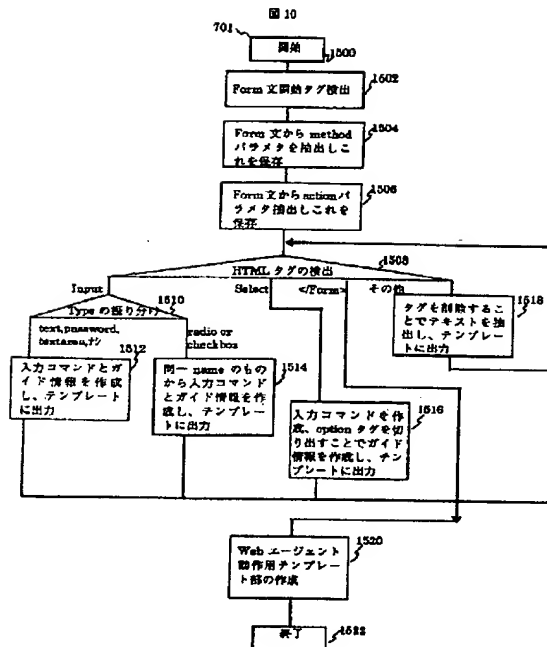 図 10
701
開始
1500
1502
Form 文開始タグ検出
1504
Form 文から method
パラメタを抽出しこ
れを保存
1506
Form 文から actionパ
ラメタ抽出しこれを
保存
1508
HTML タグの検出
Input
Select
</Form>
その他
1510
Type の振り分け
text,password,
textarea,ナシ
radio or
checkbox
1512
入力コマンドとガ
イド情報を作成
し、テンプレート
に出力
1514
同一 name のもの
から入力コマンド
とガイド情報を作
成し、テンプレー
トに出力
1516
入力コマンドを作
成、option タグを切
り出すことでガイド
情報を作成し、テン
プレートに出力
1518
タグを削除するこ
とでテキストを抽
出し、テンプレート
に出力
1520
Web エージェント
動作用テンプレー
ト部の作成
終了
1522